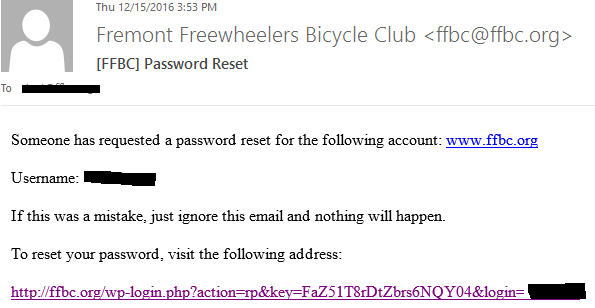 Thu 12/15/2016 3:53 PM
Fremont Freewheelers Bicycle Club <ffbc@ffbc.org>
[FFBC] Password Reset
To
Someone has requested a password reset for the following account: www.ffbc.org
Username:
If this was a mistake, just ignore this email and nothing will happen.
To reset your password, visit the following address:
http://ffbc.org/wp-login.php?action=rp&key=FaZ51T8rDtZbrs6NQY04&login=